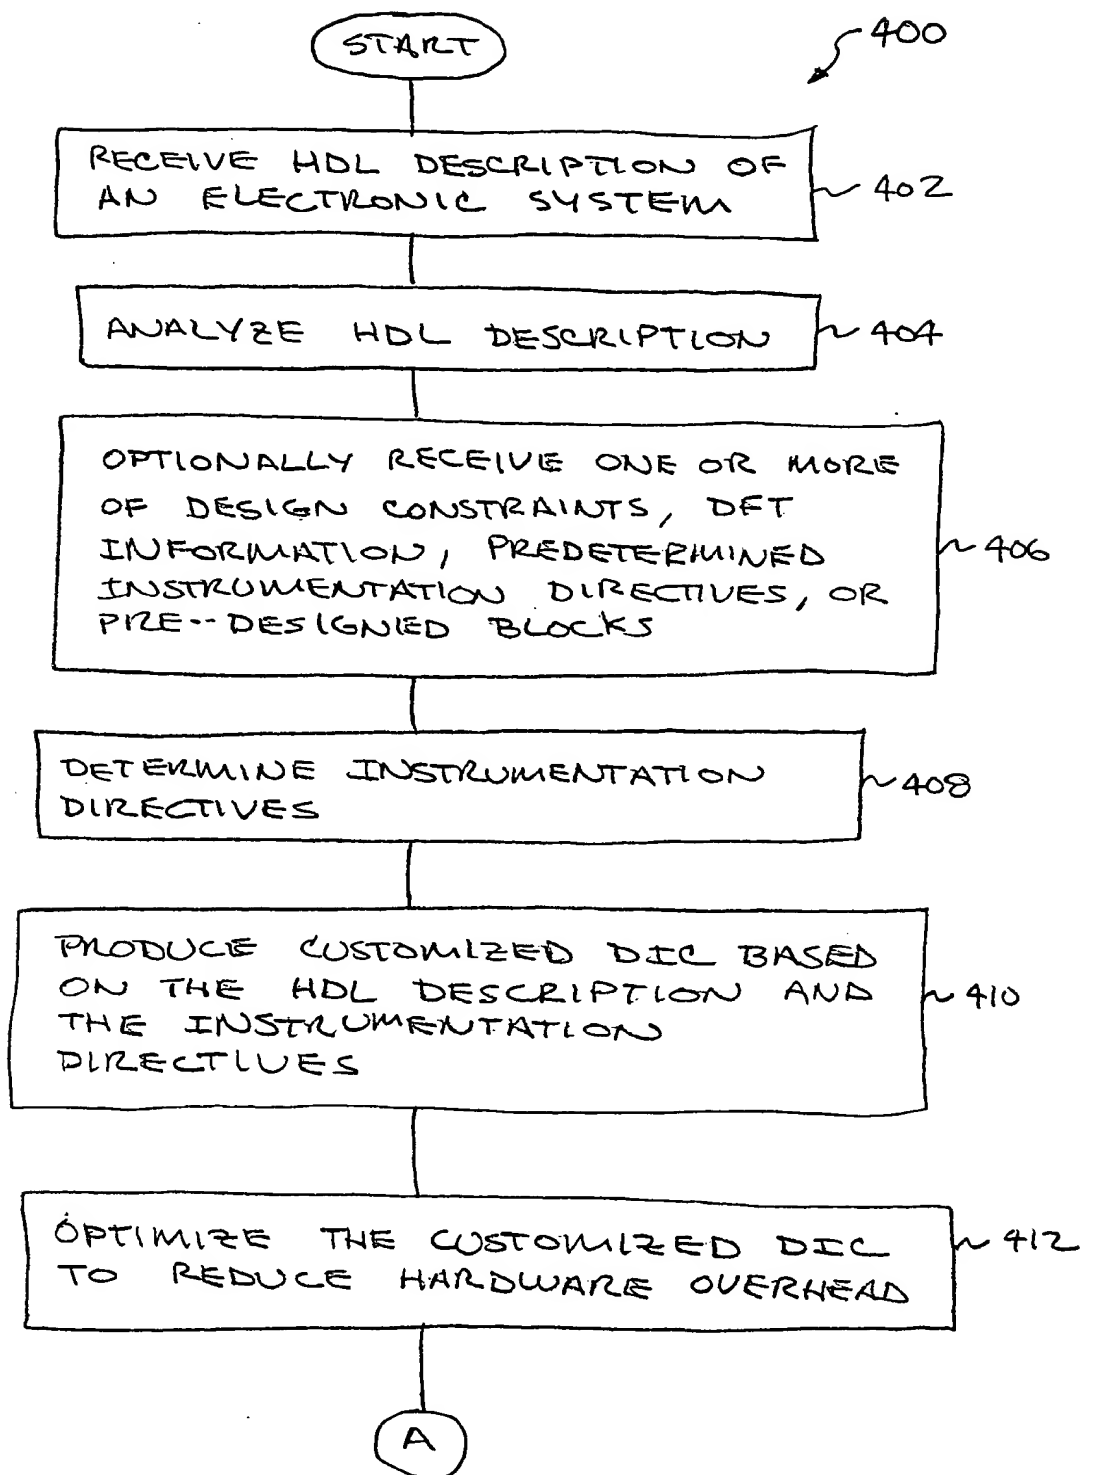 START
400
RECEIVE HDL DESCRIPTION OF
AN ELECTRONIC SYSTEM
402
ANALYZE HDL DESCRIPTION
404
OPTIONALLY RECEIVE ONE OR MORE
OF DESIGN CONSTRAINTS, DFT
INFORMATION, PREDETERMINED
INSTRUMENTATION DIRECTIVES, OR
PRE--DESIGNED BLOCKS
406
DETERMINE INSTRUMENTATION
DIRECTIVES
408
PRODUCE CUSTOMIZED DIC BASED
ON THE HDL DESCRIPTION AND
THE INSTRUMENTATION
DIRECTIVES
410
OPTIMIZE THE CUSTOMIZED DIC
TO REDUCE HARDWARE OVERHEAD
412
A